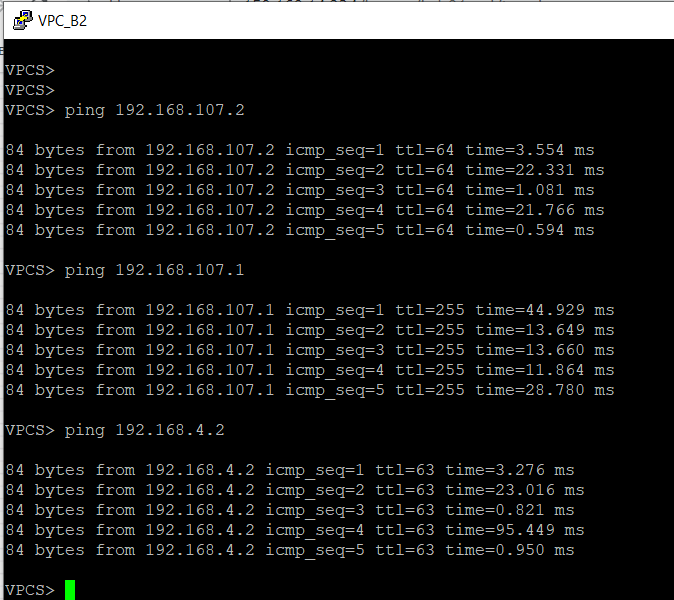 VPC_B2
VPCS>
VPCS>
VPCS> ping 192.168.107.2
84 bytes from 192.168.107.2 icmp_seq=1 ttl=64 time=3.554 ms
84 bytes from 192.168.107.2 icmp_seq=2 ttl=64 time=22.331 ms
84 bytes from 192.168.107.2 icmp_seq=3 ttl=64 time=1.081 ms
84 bytes from 192.168.107.2 icmp_seq=4 ttl=64 time=21.766 ms
84 bytes from 192.168.107.2 icmp_seq=5 ttl=64 time=0.594 ms
VPCS> ping 192.168.107.1
84 bytes from 192.168.107.1 icmp_seq=1 ttl=255 time=44.929 ms
84 bytes from 192.168.107.1 icmp_seq=2 ttl=255 time=13.649 ms
84 bytes from 192.168.107.1 icmp_seq=3 ttl=255 time=13.660 ms
84 bytes from 192.168.107.1 icmp_seq=4 ttl=255 time=11.864 ms
84 bytes from 192.168.107.1 icmp_seq=5 ttl=255 time=28.780 ms
VPCS> ping 192.168.4.2
84 bytes from 192.168.4.2 icmp_seq=1 ttl=63 time=3.276 ms
84 bytes from 192.168.4.2 icmp_seq=2 ttl=63 time=23.016 ms
84 bytes from 192.168.4.2 icmp_seq=3 ttl=63 time=0.821 ms
84 bytes from 192.168.4.2 icmp_seq=4 ttl=63 time=95.449 ms
84 bytes from 192.168.4.2 icmp_seq=5 ttl=63 time=0.950 ms
VPCS>